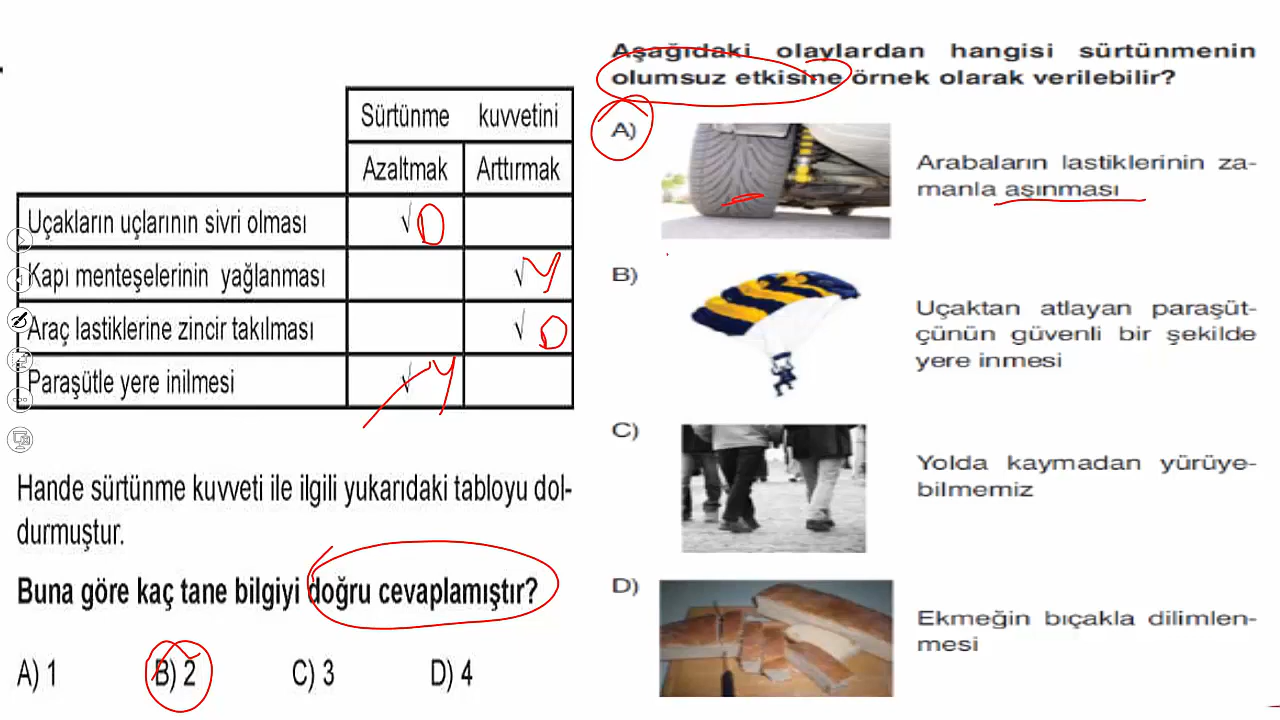 Sürtünme kuvvetini
Azaltmak Arttırmak
Uçakların uçlarının sivri olması √ D
Kapı menteşelerinin yağlanması √ Y
Araç lastiklerine zincir takılması √ D
Paraşütle yere inilmesi √ Y
Hande sürtünme kuvveti ile ilgili yukarıdaki tabloyu dol-
durmuştur.
Buna göre kaç tane bilgiyi doğru cevaplamıştır?
A) 1 B) 2 C) 3 D) 4
Aşağıdaki olaylardan hangisi sürtünmenin
olumsuz etkisine örnek olarak verilebilir?
A)
Arabaların lastiklerinin za-
manla aşınması
B)
Uçaktan atlayan paraşüt-
çünün güvenli bir şekilde
yere inmesi
C)
Yolda kaymadan yürüye-
bilmemiz
D)
Ekmeğin bıçakla dilimlen-
mesi